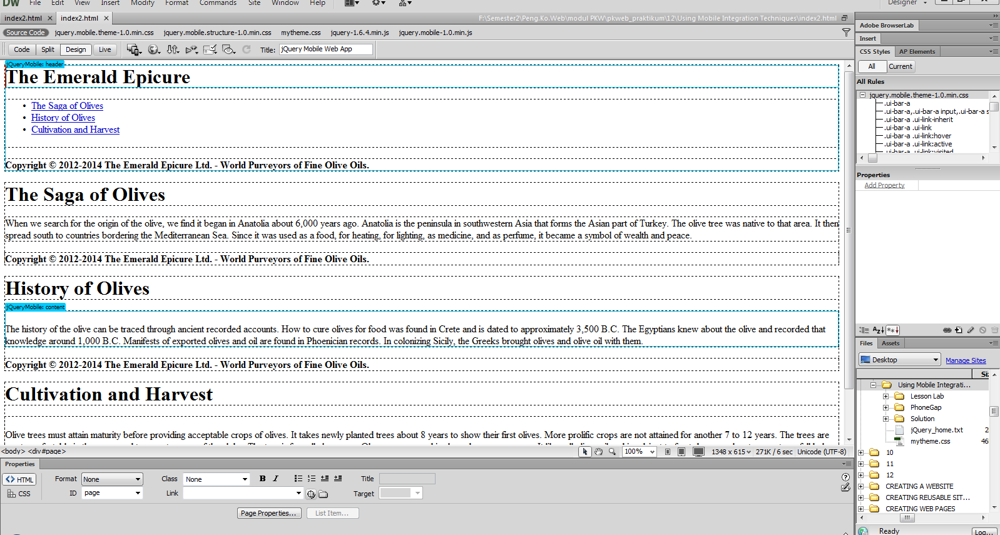 DW File Edit View Insert Modify Format Commands Site Window Help Designer
index2.html × index2.html × F:\Semester2\Peng.Ko.Web\modul PKW\pkweb_praktikum\12\Using Mobile Integration Techniques\index2.html
Source Code jquery.mobile.theme-1.0.min.css jquery.mobile.structure-1.0.min.css mytheme.css jquery-1.6.4.min.js jquery.mobile-1.0.min.js
Code Split Design Live Title: jQuery Mobile Web App
jQueryMobile: header
The Emerald Epicure
• The Saga of Olives
• History of Olives
• Cultivation and Harvest
Copyright © 2012-2014 The Emerald Epicure Ltd. - World Purveyors of Fine Olive Oils.
The Saga of Olives
When we search for the origin of the olive, we find it began in Anatolia about 6,000 years ago. Anatolia is the peninsula in southwestern Asia that forms the Asian part of Turkey. The olive tree was native to that area. It then
spread south to countries bordering the Mediterranean Sea. Since it was used as a food, for heating, for lighting, as medicine, and as perfume, it became a symbol of wealth and peace.
Copyright © 2012-2014 The Emerald Epicure Ltd. - World Purveyors of Fine Olive Oils.
History of Olives
jQueryMobile: content
The history of the olive can be traced through ancient recorded accounts. How to cure olives for food was found in Crete and is dated to approximately 3,500 B.C. The Egyptians knew about the olive and recorded that
knowledge around 1,000 B.C. Manifests of exported olives and oil are found in Phoenician records. In colonizing Sicily, the Greeks brought olives and olive oil with them.
Copyright © 2012-2014 The Emerald Epicure Ltd. - World Purveyors of Fine Olive Oils.
Cultivation and Harvest
Olive trees must attain maturity before providing acceptable crops of olives. It takes newly planted trees about 8 years to show their first olives. More prolific crops are not attained for another 7 to 12 years. The trees are
<body> <div#page> 100% 1348 x 615 271K / 6 sec Unicode (UTF-8)
Properties
<> HTML Format None Class None B I Title
CSS ID page Link Target
Page Properties... List Item...
Adobe BrowserLab
Insert
CSS Styles AP Elements
All Current
All Rules
jquery.mobile.theme-1.0.min.css
.ui-bar-a
.ui-bar-a,.ui-bar-a input,.ui-bar-a s
.ui-bar-a .ui-link-inherit
.ui-bar-a .ui-link
.ui-bar-a .ui-link:hover
.ui-bar-a .ui-link:active
.ui-bar-a .ui-link:visited
Properties
Add Property
Files Assets
Desktop Manage Sites
Siz
Using Mobile Integrati...
Lesson Lab
PhoneGap
Solution
jQuery_home.txt 2
mytheme.css 46
10
11
12
CREATING A WEBSITE
CREATING REUSABLE SIT...
CREATING WEB PAGES
Ready Log...